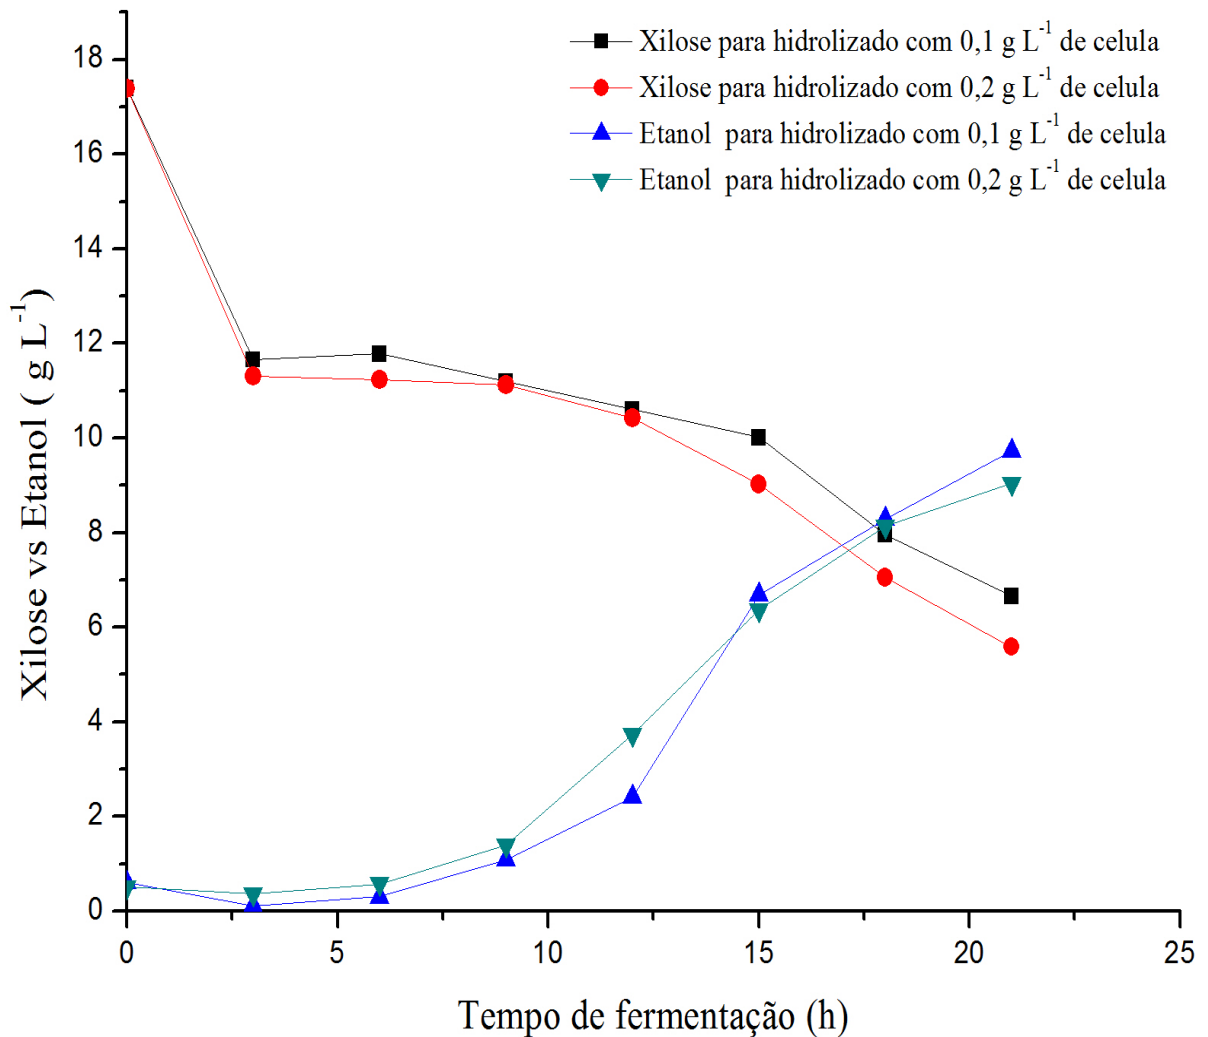 Xilose para hidrolizado com 0,1 g L⁻¹ de celula
Xilose para hidrolizado com 0,2 g L⁻¹ de celula
Etanol  para hidrolizado com 0,1 g L⁻¹ de celula
Etanol  para hidrolizado com 0,2 g L⁻¹ de celula
Xilose vs Etanol ( g L⁻¹)
18
16
14
12
10
8
6
4
2
0
0 5 10 15 20 25
Tempo de fermentação (h)